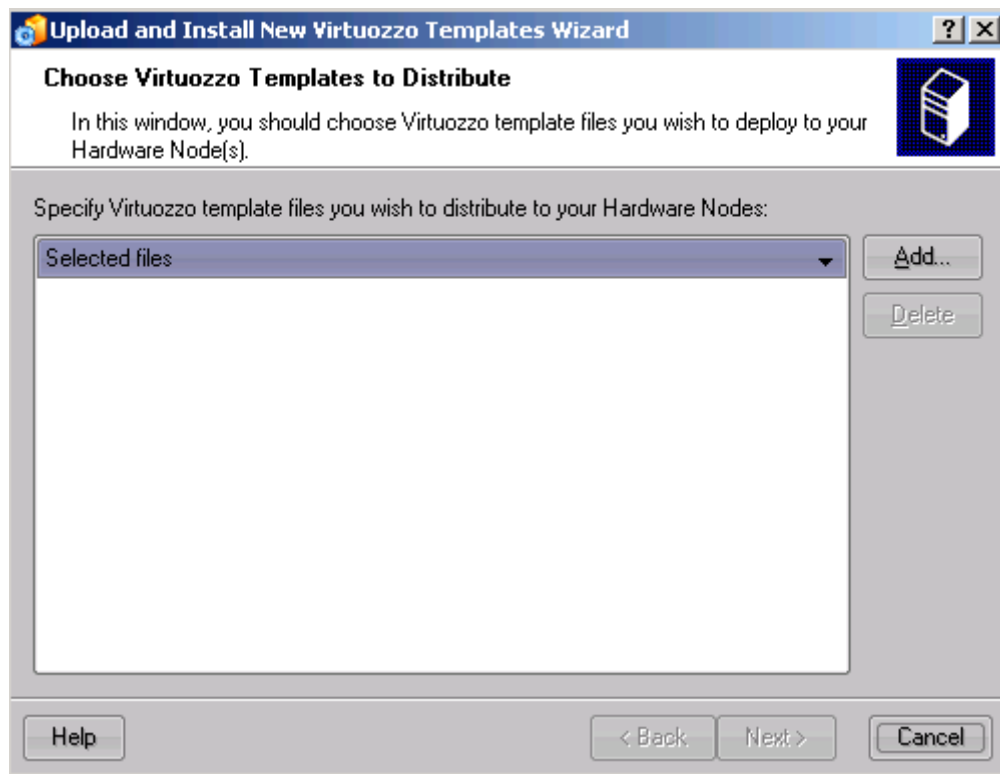 Upload and Install New Virtuozzo Templates Wizard
Choose Virtuozzo Templates to Distribute
In this window, you should choose Virtuozzo template files you wish to deploy to your
Hardware Node(s).
Specify Virtuozzo template files you wish to distribute to your Hardware Nodes:
Selected files
Add...
Delete
Help
< Back
Next >
Cancel